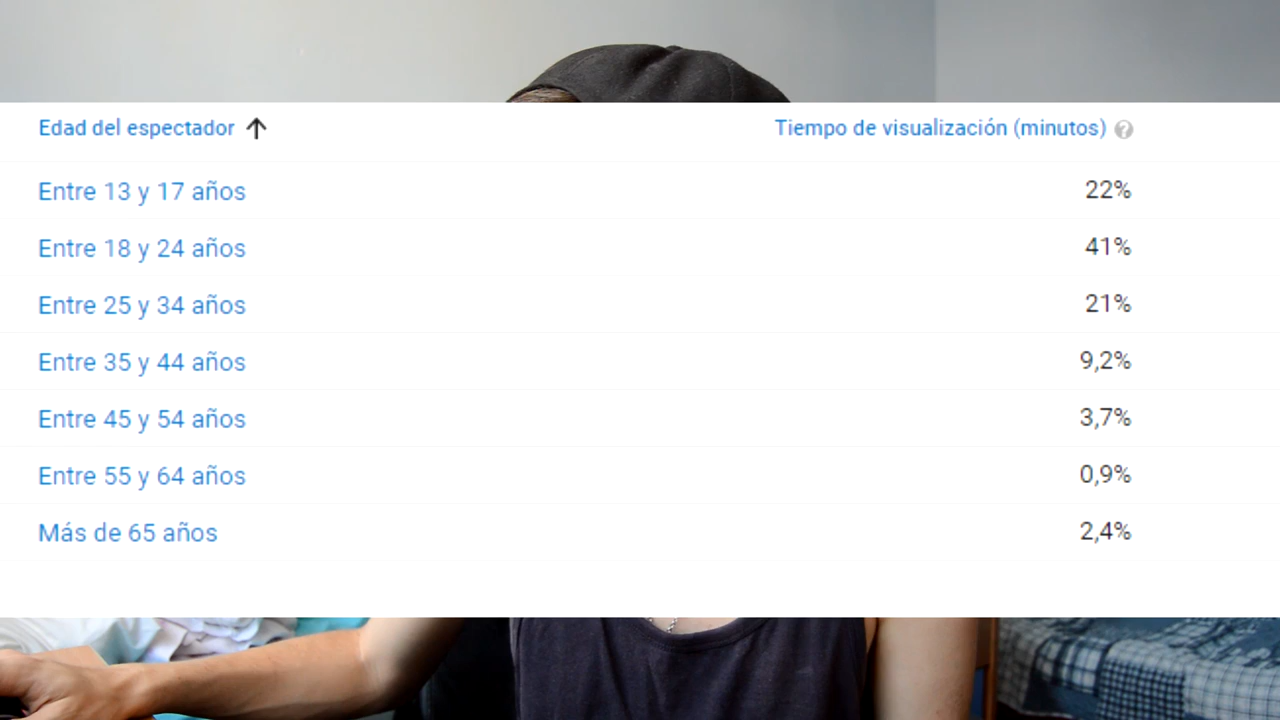 Edad del espectador Tiempo de visualización (minutos)
Entre 13 y 17 años 22%
Entre 18 y 24 años 41%
Entre 25 y 34 años 21%
Entre 35 y 44 años 9,2%
Entre 45 y 54 años 3,7%
Entre 55 y 64 años 0,9%
Más de 65 años 2,4%